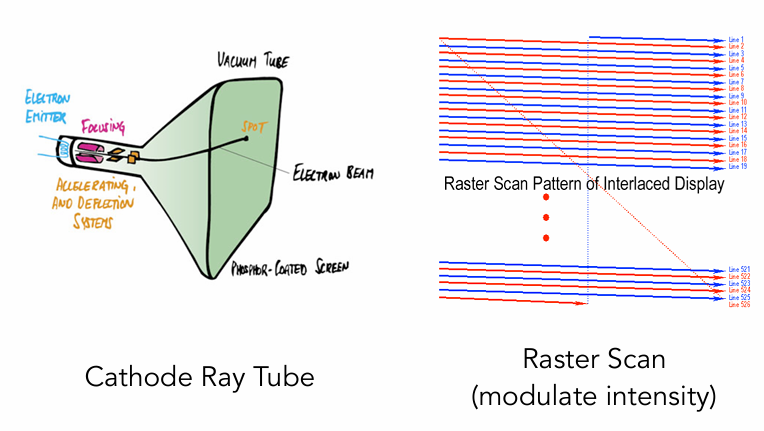 VACUUM TUBE
ELECTRON
EMITTER
FOCUSING
SPOT
ELECTRON BEAM
ACCELERATING,
AND DEFLECTION
SYSTEMS
PHOSPHOR-COATED SCREEN
Cathode Ray Tube
Line 1
Line 2
Line 3
Line 4
Line 5
Line 6
Line 7
Line 8
Line 9
Line 10
Line 11
Line 12
Line 13
Line 14
Line 15
Line 16
Line 17
Line 18
Line 19
Raster Scan Pattern of Interlaced Display
Line 521
Line 522
Line 523
Line 524
Line 525
Line 526
Raster Scan
(modulate intensity)